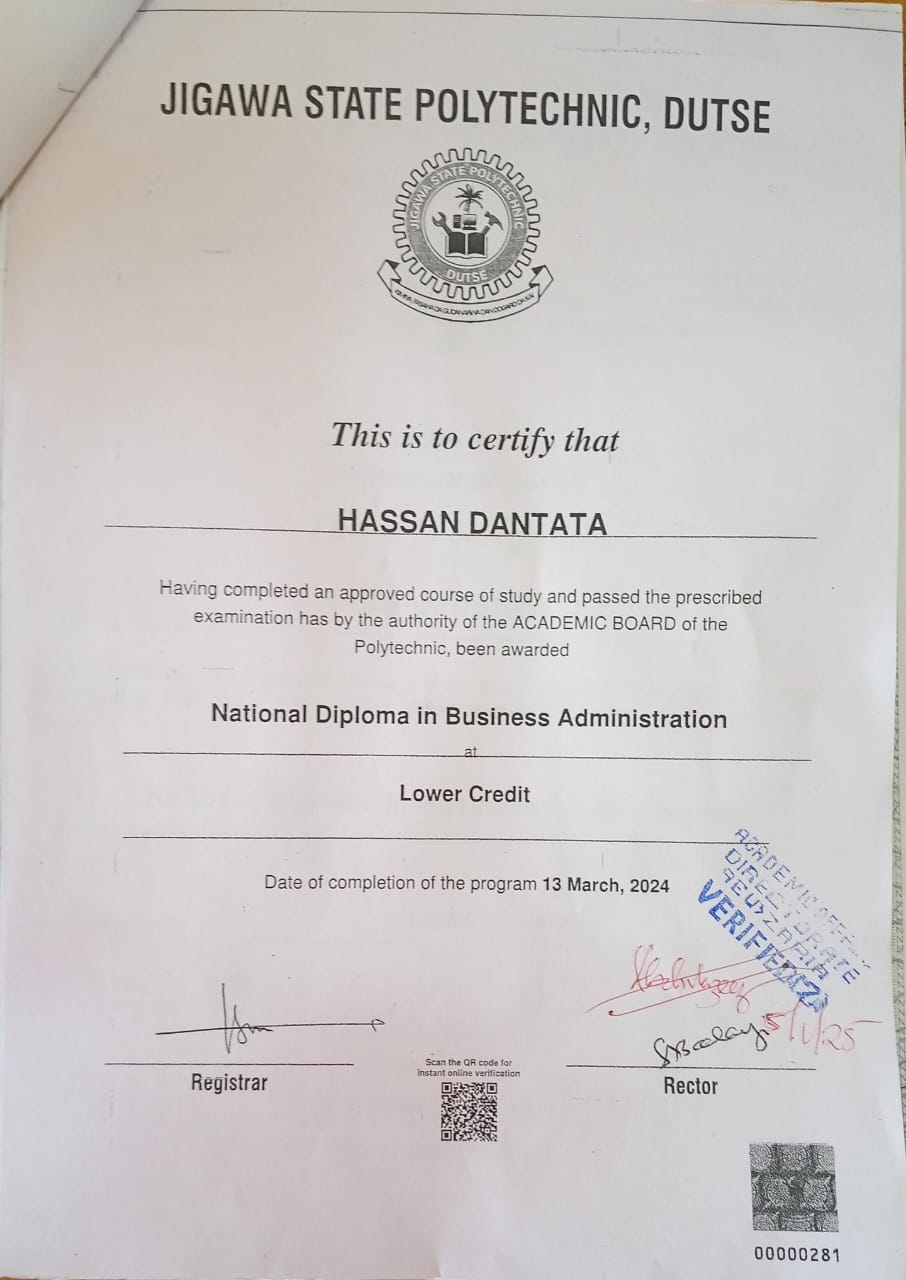 JIGAWA STATE POLYTECHNIC, DUTSE
JIGAWA STATE POLYTECHNIC
DUTSE
This is to certify that
HASSAN DANTATA
Having completed an approved course of study and passed the prescribed
examination has by the authority of the ACADEMIC BOARD of the
Polytechnic, been awarded
National Diploma in Business Administration
at
Lower Credit
Date of completion of the program 13 March, 2024
ACADEMIC
DIRECTORATE
VERIFIED
5/1/25
Registrar
Scan the QR code for
instant online verification
Rector
00000281